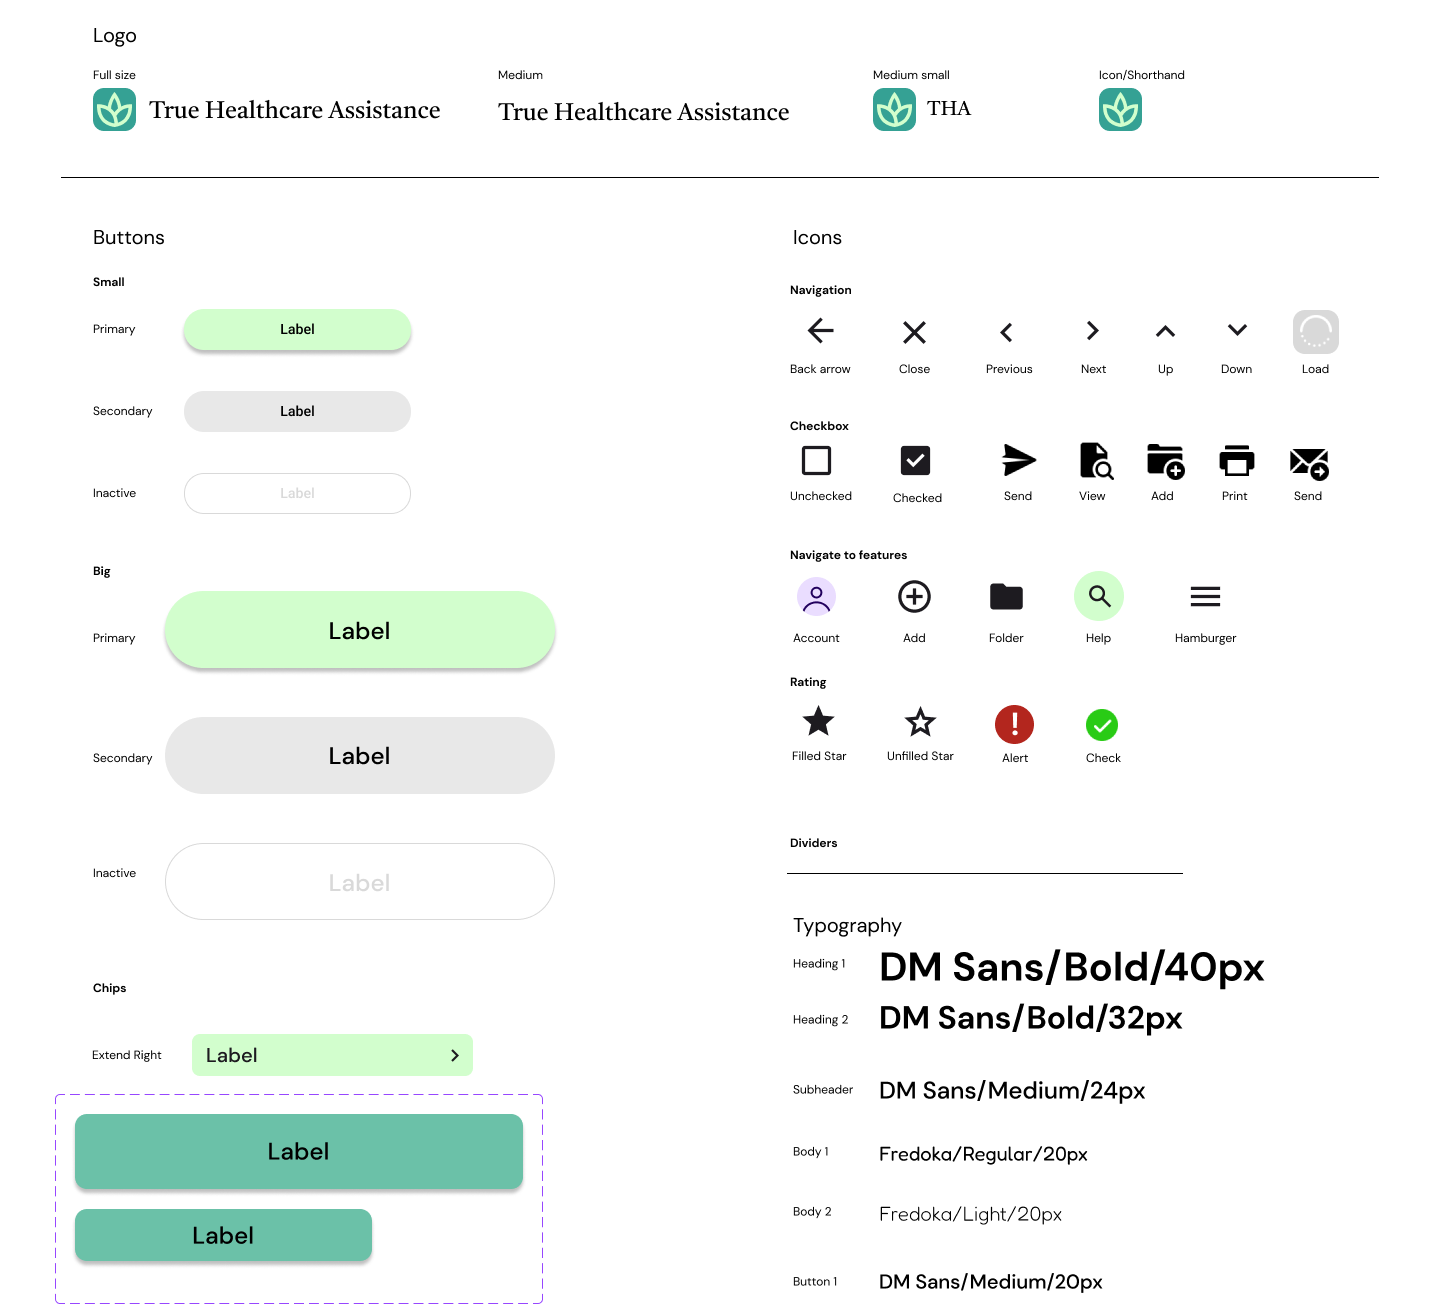 Logo
Full size
Medium
Medium small
Icon/Shorthand
True Healthcare Assistance
True Healthcare Assistance
THA
Buttons
Small
Primary
Label
Secondary
Label
Inactive
Label
Big
Primary
Label
Secondary
Label
Inactive
Label
Chips
Extend Right
Label
Label
Label
Icons
Navigation
Back arrow
Close
Previous
Next
Up
Down
Load
Checkbox
Unchecked
Checked
Send
View
Add
Print
Send
Navigate to features
Account
Add
Folder
Help
Hamburger
Rating
Filled Star
Unfilled Star
Alert
Check
Dividers
Typography
Heading 1
DM Sans/Bold/40px
Heading 2
DM Sans/Bold/32px
Subheader
DM Sans/Medium/24px
Body 1
Fredoka/Regular/20px
Body 2
Fredoka/Light/20px
Button 1
DM Sans/Medium/20px